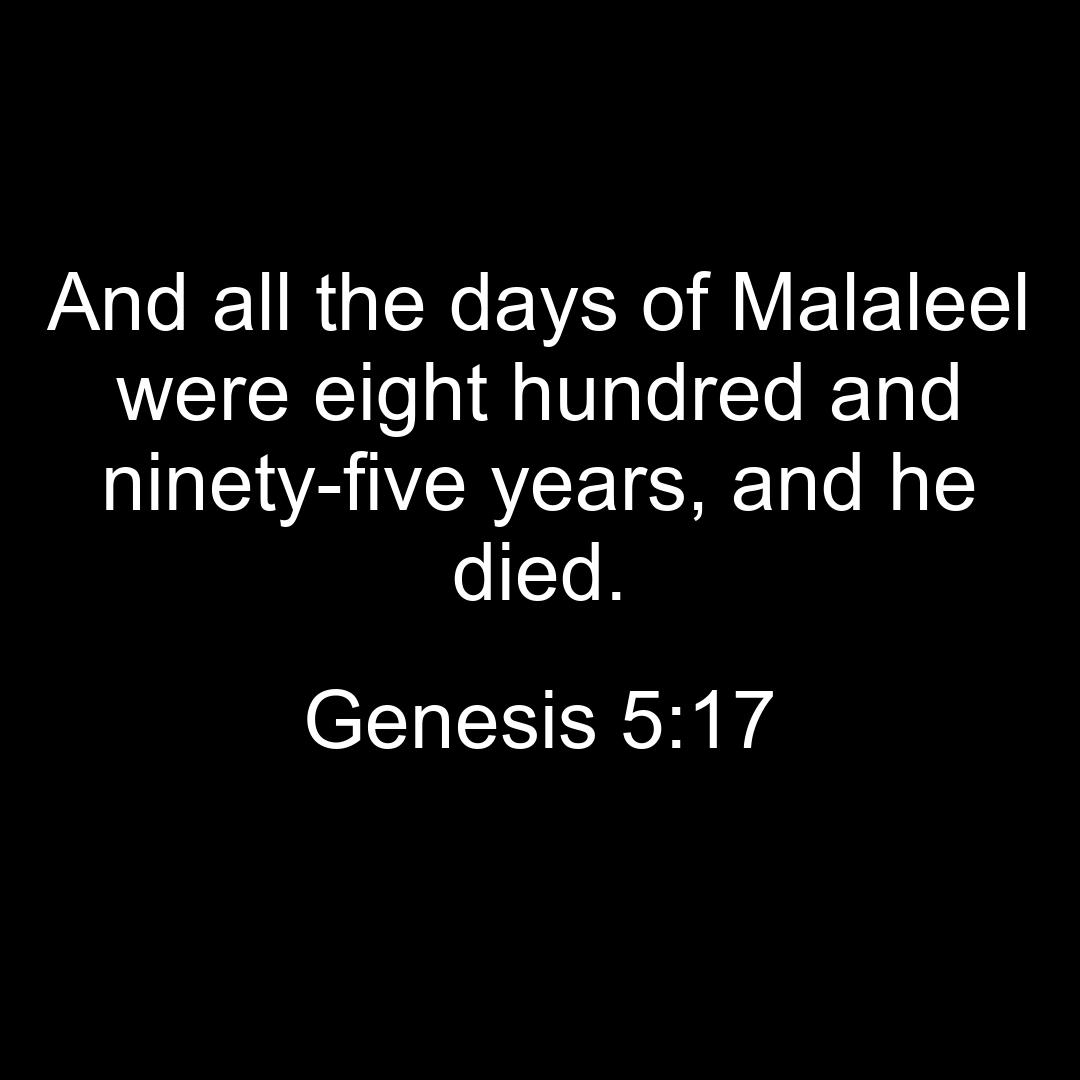 And all the days of Malaleel
were eight hundred and
ninety-five years, and he
died.
Genesis 5:17